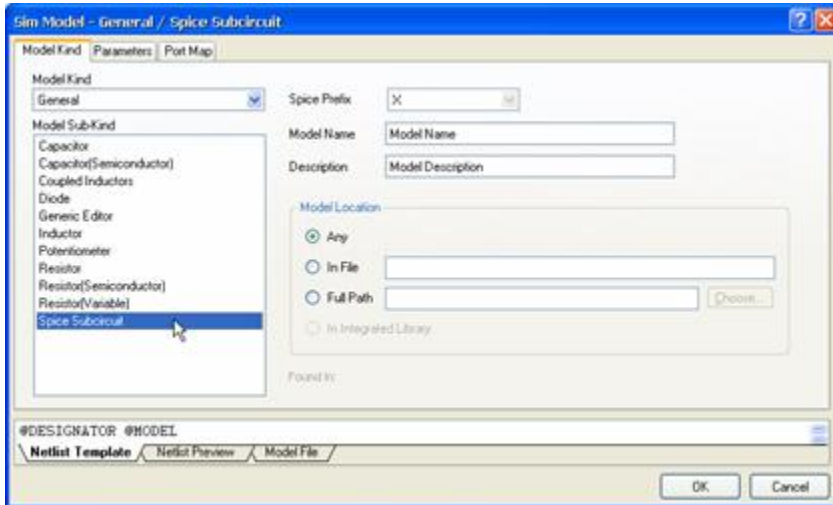 Sim Model - General / Spice Subcircuit
Model Kind Parameters Port Map
Model Kind
General
Model Sub-Kind
Capacitor
Capacitor(Semiconductor)
Coupled Inductors
Diode
Generic Editor
Inductor
Potentiometer
Resistor
Resistor(Semiconductor)
Resistor(Variable)
Spice Subcircuit
Spice Prefix X
Model Name Model Name
Description Model Description
Model Location
Any
In File
Full Path Choose...
In Integrated Library
Found In:
@DESIGNATOR @MODEL
Netlist Template Netlist Preview Model File
OK Cancel